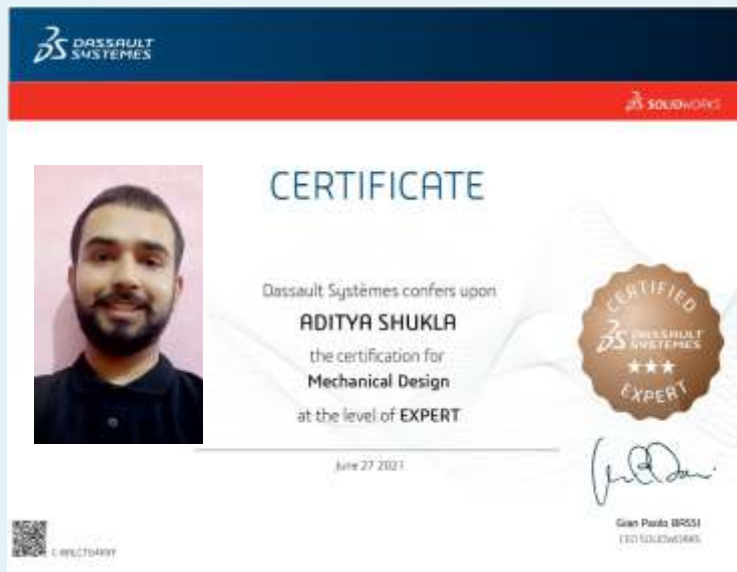 DASSAULT
SYSTEMES
SOLIDWORKS
CERTIFICATE
Dassault Systèmes confers upon
ADITYA SHUKLA
the certification for
Mechanical Design
at the level of EXPERT
June 27 2021
CERTIFIED
DASSAULT
SYSTEMES
EXPERT
Gian Paolo BASSI
CEO SOLIDWORKS